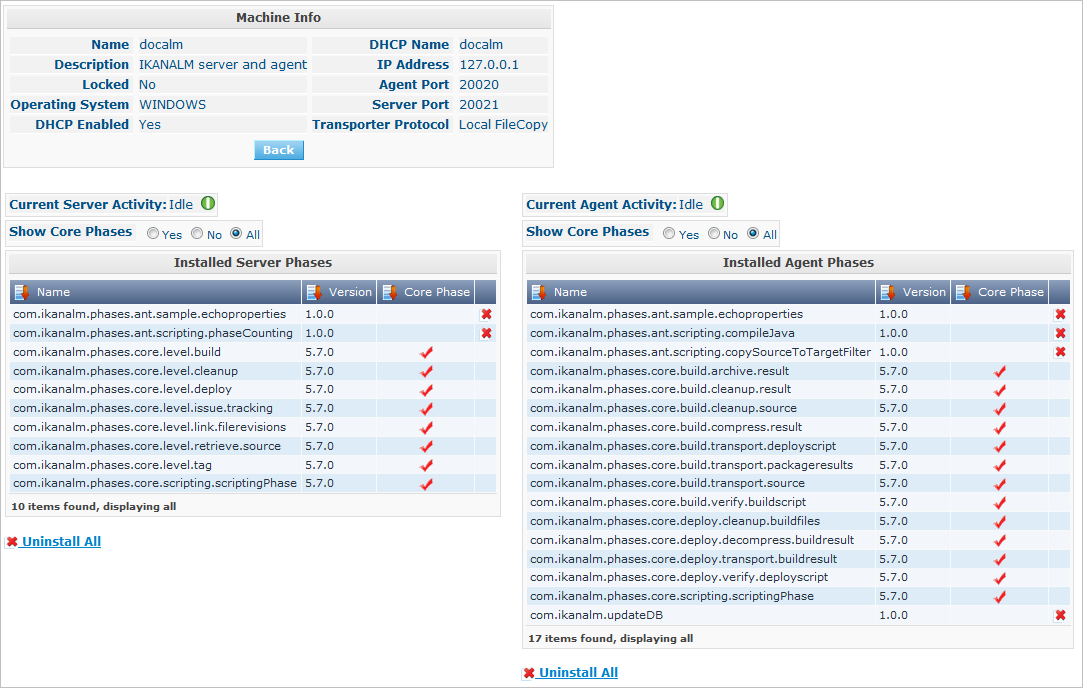 Machine Info
Name docalm DHCP Name docalm
Description IKANALM server and agent IP Address 127.0.0.1
Locked No Agent Port 20020
Operating System WINDOWS Server Port 20021
DHCP Enabled Yes Transporter Protocol Local FileCopy
Back
Current Server Activity: Idle
Show Core Phases Yes No All
Installed Server Phases
Name Version Core Phase
com.ikanalm.phases.ant.sample.echoproperties 1.0.0
com.ikanalm.phases.ant.scripting.phaseCounting 1.0.0
com.ikanalm.phases.core.level.build 5.7.0
com.ikanalm.phases.core.level.cleanup 5.7.0
com.ikanalm.phases.core.level.deploy 5.7.0
com.ikanalm.phases.core.level.issue.tracking 5.7.0
com.ikanalm.phases.core.level.link.filerevisions 5.7.0
com.ikanalm.phases.core.level.retrieve.source 5.7.0
com.ikanalm.phases.core.level.tag 5.7.0
com.ikanalm.phases.core.scripting.scriptingPhase 5.7.0
10 items found, displaying all
Uninstall All
Current Agent Activity: Idle
Show Core Phases Yes No All
Installed Agent Phases
Name Version Core Phase
com.ikanalm.phases.ant.sample.echoproperties 1.0.0
com.ikanalm.phases.ant.scripting.compileJava 1.0.0
com.ikanalm.phases.ant.scripting.copySourceToTargetFilter 1.0.0
com.ikanalm.phases.core.build.archive.result 5.7.0
com.ikanalm.phases.core.build.cleanup.result 5.7.0
com.ikanalm.phases.core.build.cleanup.source 5.7.0
com.ikanalm.phases.core.build.compress.result 5.7.0
com.ikanalm.phases.core.build.transport.deployscript 5.7.0
com.ikanalm.phases.core.build.transport.packageresults 5.7.0
com.ikanalm.phases.core.build.transport.source 5.7.0
com.ikanalm.phases.core.build.verify.buildscript 5.7.0
com.ikanalm.phases.core.deploy.cleanup.buildfiles 5.7.0
com.ikanalm.phases.core.deploy.decompress.buildresult 5.7.0
com.ikanalm.phases.core.deploy.transport.buildresult 5.7.0
com.ikanalm.phases.core.deploy.verify.deployscript 5.7.0
com.ikanalm.phases.core.scripting.scriptingPhase 5.7.0
com.ikanalm.updateDB 1.0.0
17 items found, displaying all
Uninstall All